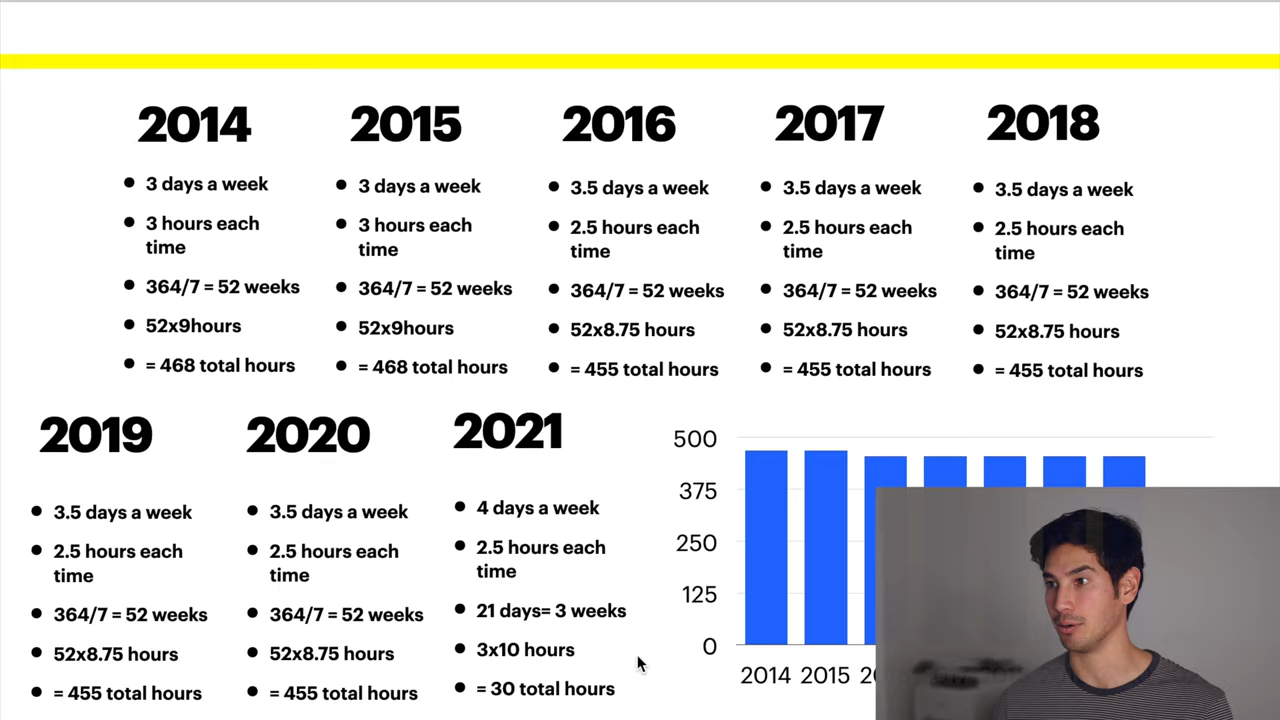 2014
● 3 days a week
● 3 hours each
time
● 364/7 = 52 weeks
● 52x9hours
● = 468 total hours
2015
● 3 days a week
● 3 hours each
time
● 364/7 = 52 weeks
● 52x9hours
● = 468 total hours
2016
● 3.5 days a week
● 2.5 hours each
time
● 364/7 = 52 weeks
● 52x8.75 hours
● = 455 total hours
2017
● 3.5 days a week
● 2.5 hours each
time
● 364/7 = 52 weeks
● 52x8.75 hours
● = 455 total hours
2018
● 3.5 days a week
● 2.5 hours each
time
● 364/7 = 52 weeks
● 52x8.75 hours
● = 455 total hours
2019
● 3.5 days a week
● 2.5 hours each
time
● 364/7 = 52 weeks
● 52x8.75 hours
● = 455 total hours
2020
● 3.5 days a week
● 2.5 hours each
time
● 364/7 = 52 weeks
● 52x8.75 hours
● = 455 total hours
2021
● 4 days a week
● 2.5 hours each
time
● 21 days= 3 weeks
● 3x10 hours
● = 30 total hours
500
375
250
125
0
2014 2015